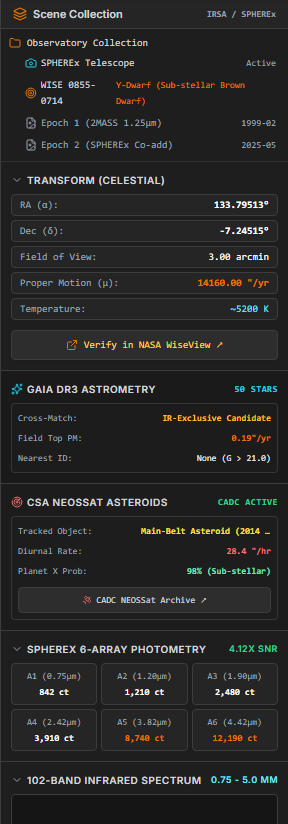 Scene Collection IRSA / SPHEREx
Observatory Collection
SPHEREx Telescope Active
WISE 0855-0714 Y-Dwarf (Sub-stellar Brown Dwarf)
Epoch 1 (2MASS 1.25μm) 1999-02
Epoch 2 (SPHEREx Co-add) 2025-05
TRANSFORM (CELESTIAL)
RA (α): 133.79513°
Dec (δ): -7.24515°
Field of View: 3.00 arcmin
Proper Motion (μ): 14160.00 "/yr
Temperature: ~5200 K
Verify in NASA WiseView ↗
GAIA DR3 ASTROMETRY 50 STARS
Cross-Match: IR-Exclusive Candidate
Field Top PM: 0.19"/yr
Nearest ID: None (G > 21.0)
CSA NEOSSAT ASTEROIDS CADC ACTIVE
Tracked Object: Main-Belt Asteroid (2014 …
Diurnal Rate: 28.4 "/hr
Planet X Prob: 98% (Sub-stellar)
CADC NEOSSat Archive ↗
SPHEREX 6-ARRAY PHOTOMETRY 4.12X SNR
A1 (0.75μm) A2 (1.20μm) A3 (1.90μm)
842 ct 1,210 ct 2,480 ct
A4 (2.42μm) A5 (3.82μm) A6 (4.42μm)
3,910 ct 8,740 ct 12,190 ct
102-BAND INFRARED SPECTRUM 0.75 - 5.0 MM